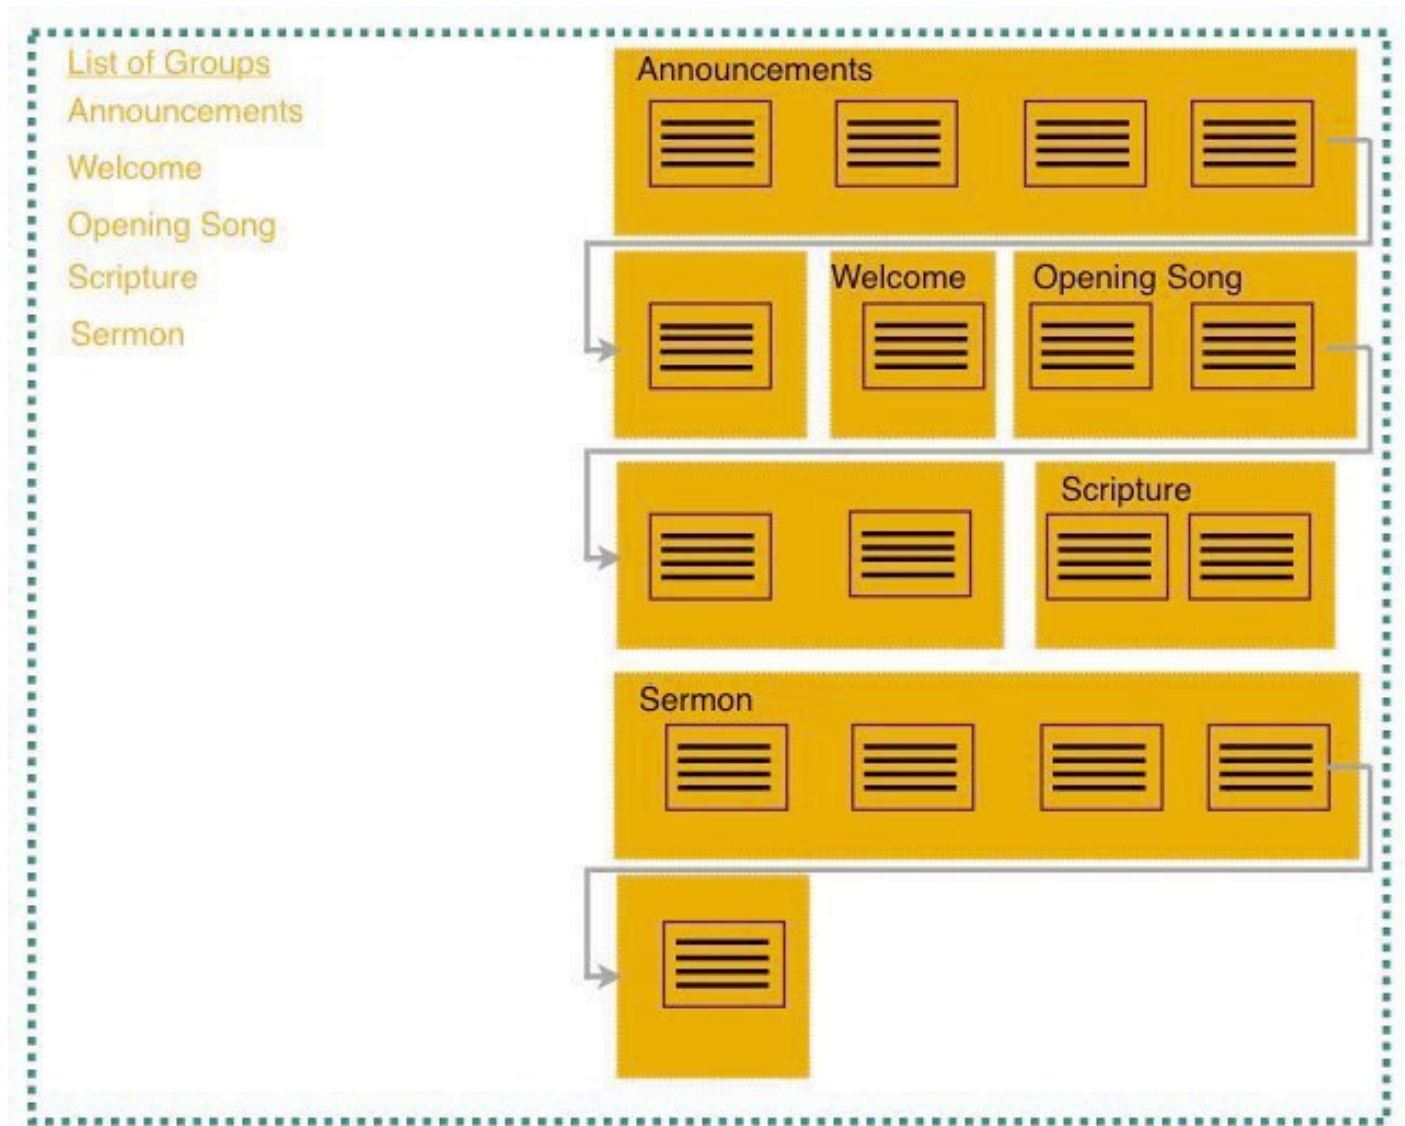 List of Groups
Announcements
Welcome
Opening Song
Scripture
Sermon
Announcements
Welcome
Opening Song
Scripture
Sermon